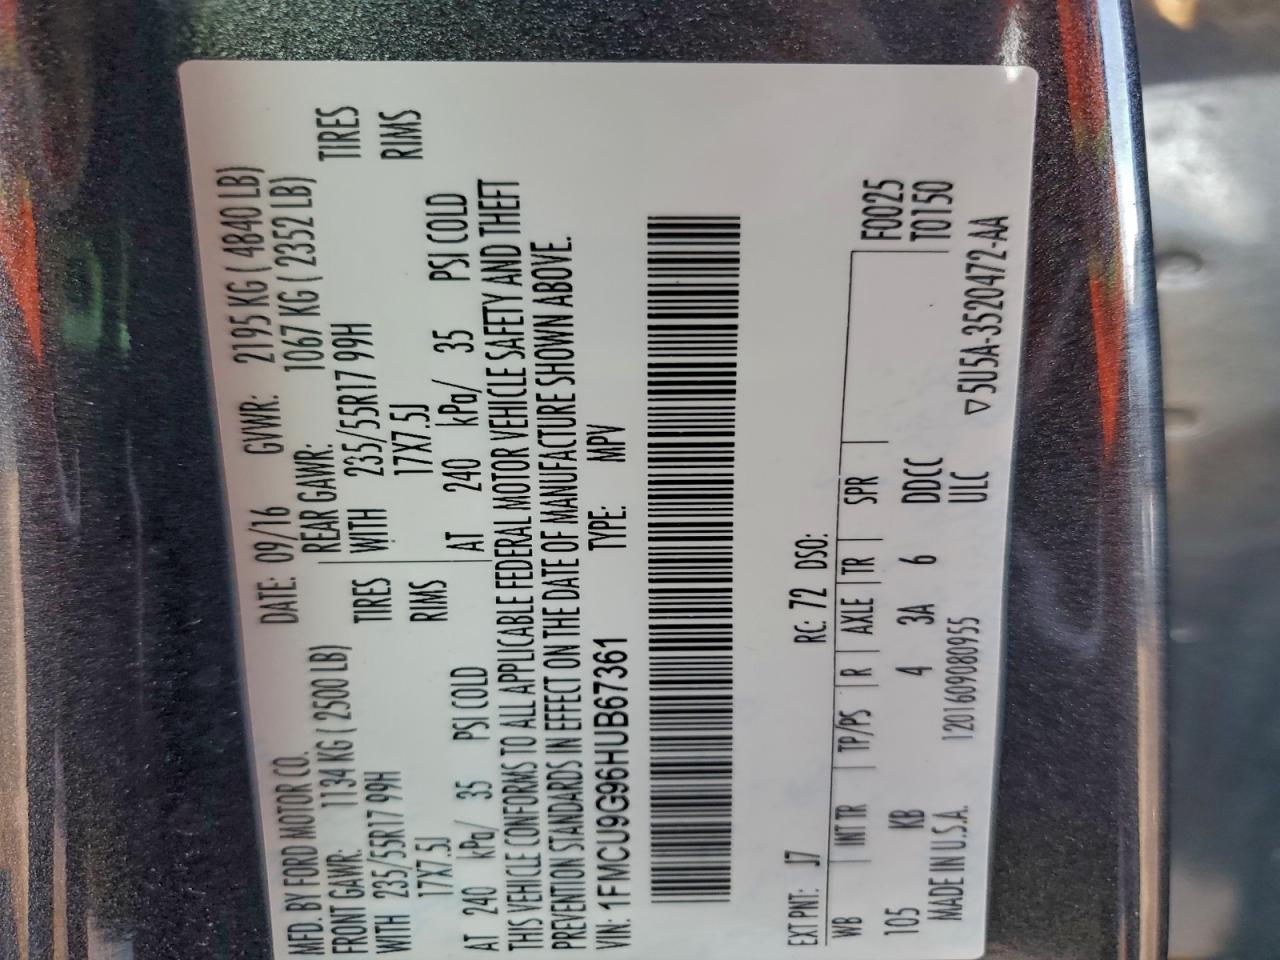 MFD. BY FORD MOTOR CO.
DATE: 09/16 GVWR: 2195 KG ( 4840 LB)
FRONT GAWR: 1134 KG ( 2500 LB) REAR GAWR: 1067 KG ( 2352 LB)
WITH 235/55R17 99H TIRES WITH 235/55R17 99H TIRES
17X7.5J RIMS 17X7.5J RIMS
AT 240 kPa/ 35 PSI COLD AT 240 kPa/ 35 PSI COLD
THIS VEHICLE CONFORMS TO ALL APPLICABLE FEDERAL MOTOR VEHICLE SAFETY AND THEFT
PREVENTION STANDARDS IN EFFECT ON THE DATE OF MANUFACTURE SHOWN ABOVE.
VIN: 1FMCU9G96HUB67361 TYPE: MPV
EXT PNT: J7 RC: 72 DSO:
WB INT TR TP/PS R AXLE TR SPR F0025
105 KB 4 3A 6 DDCC T0150
MADE IN U.S.A. 1201609080955 ULC ▽5U5A-3520472-AA